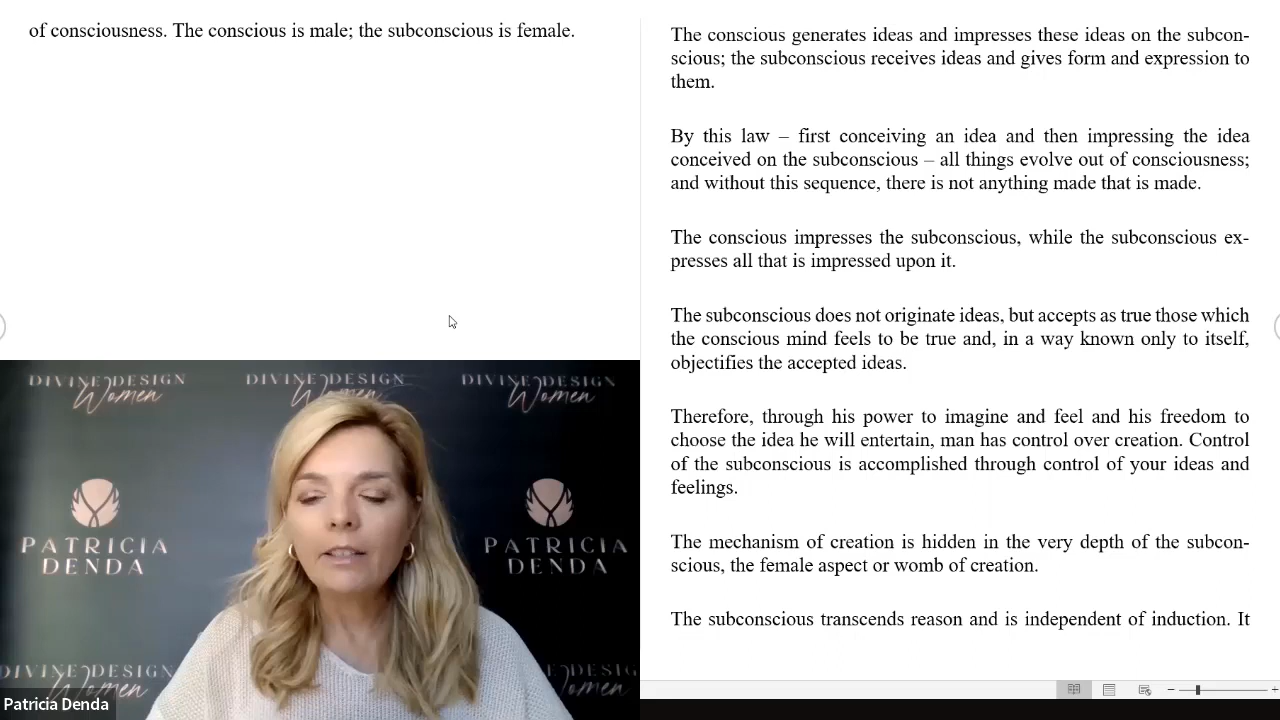 of consciousness. The conscious is male; the subconscious is female.
The conscious generates ideas and impresses these ideas on the subcon-
scious; the subconscious receives ideas and gives form and expression to
them.
By this law – first conceiving an idea and then impressing the idea
conceived on the subconscious – all things evolve out of consciousness;
and without this sequence, there is not anything made that is made.
The conscious impresses the subconscious, while the subconscious ex-
presses all that is impressed upon it.
The subconscious does not originate ideas, but accepts as true those which
the conscious mind feels to be true and, in a way known only to itself,
objectifies the accepted ideas.
Therefore, through his power to imagine and feel and his freedom to
choose the idea he will entertain, man has control over creation. Control
of the subconscious is accomplished through control of your ideas and
feelings.
The mechanism of creation is hidden in the very depth of the subcon-
scious, the female aspect or womb of creation.
The subconscious transcends reason and is independent of induction. It
DIVINE DESIGN DIVINE DESIGN DIVINE DESIGN
Women Women Women
PATRICIA PATRICIA
DENDA DENDA
DIVINE DESIGN E DESIG
Women omen
Patricia Denda